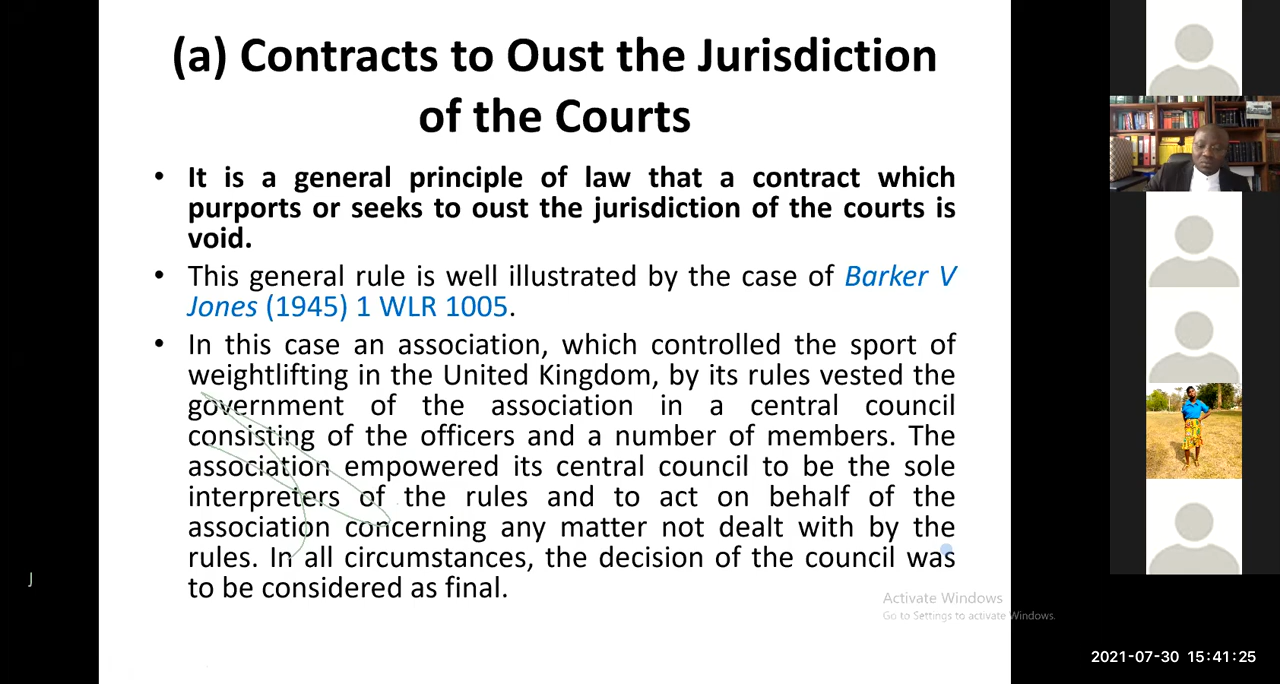 (a) Contracts to Oust the Jurisdiction
of the Courts
• It is a general principle of law that a contract which
purports or seeks to oust the jurisdiction of the courts is
void.
• This general rule is well illustrated by the case of Barker V
Jones (1945) 1 WLR 1005.
• In this case an association, which controlled the sport of
weightlifting in the United Kingdom, by its rules vested the
government of the association in a central council
consisting of the officers and a number of members. The
association empowered its central council to be the sole
interpreters of the rules and to act on behalf of the
association concerning any matter not dealt with by the
rules. In all circumstances, the decision of the council was
to be considered as final.
J
Activate Windows
Go to Settings to activate Windows.
2021-07-30 15:41:25